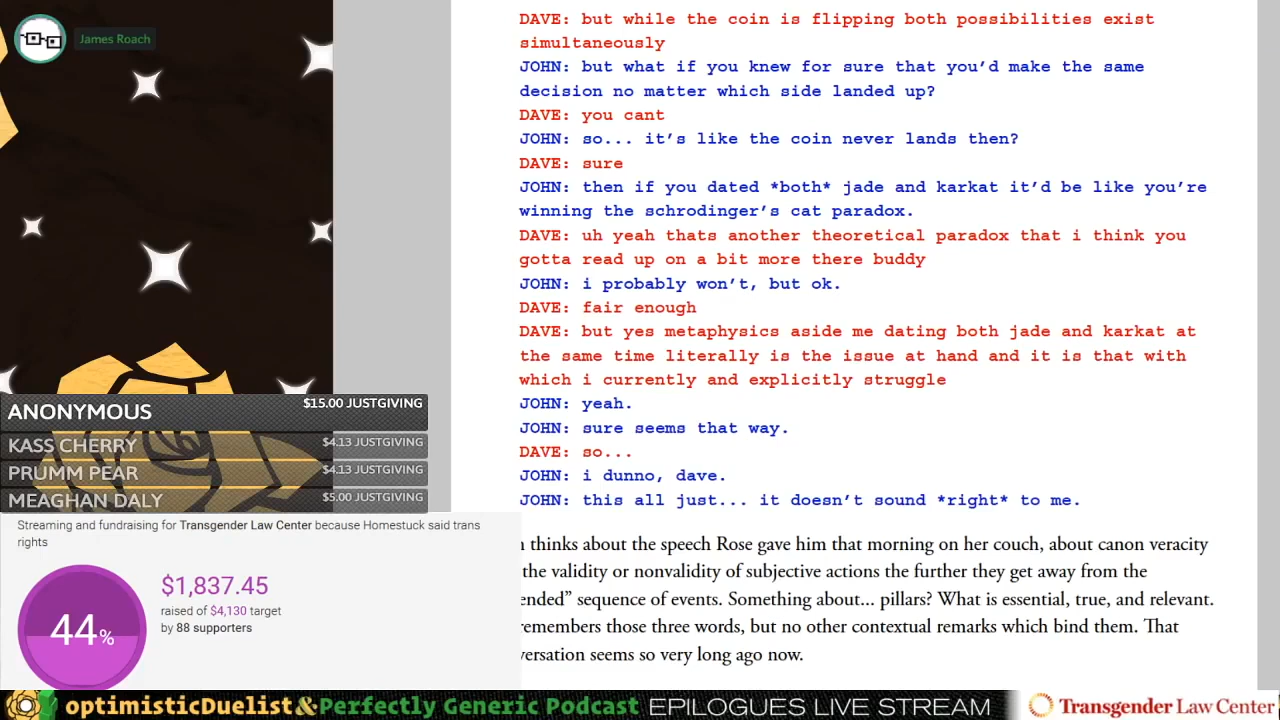 James Roach
DAVE: but while the coin is flipping both possibilities exist
simultaneously
JOHN: but what if you knew for sure that you’d make the same
decision no matter which side landed up?
DAVE: you cant
JOHN: so... it’s like the coin never lands then?
DAVE: sure
JOHN: then if you dated *both* jade and karkat it’d be like you’re
winning the schrodinger’s cat paradox.
DAVE: uh yeah thats another theoretical paradox that i think you
gotta read up on a bit more there buddy
JOHN: i probably won’t, but ok.
DAVE: fair enough
DAVE: but yes metaphysics aside me dating both jade and karkat at
the same time literally is the issue at hand and it is that with
which i currently and explicitly struggle
JOHN: yeah.
JOHN: sure seems that way.
DAVE: so...
JOHN: i dunno, dave.
JOHN: this all just... it doesn’t sound *right* to me.
thinks about the speech Rose gave him that morning on her couch, about canon veracity
the validity or nonvalidity of subjective actions the further they get away from the
ended” sequence of events. Something about... pillars? What is essential, true, and relevant.
remembers those three words, but no other contextual remarks which bind them. That
versation seems so very long ago now.
ANONYMOUS $15.00 JUSTGIVING
KASS CHERRY $4.13 JUSTGIVING
PRUMM PEAR $4.13 JUSTGIVING
MEAGHAN DALY $5.00 JUSTGIVING
Streaming and fundraising for Transgender Law Center because Homestuck said trans
rights
44%
$1,837.45
raised of $4,130 target
by 88 supporters
optimisticDuelist&Perfectly Generic Podcast EPILOGUES LIVE STREAM
Transgender Law Center